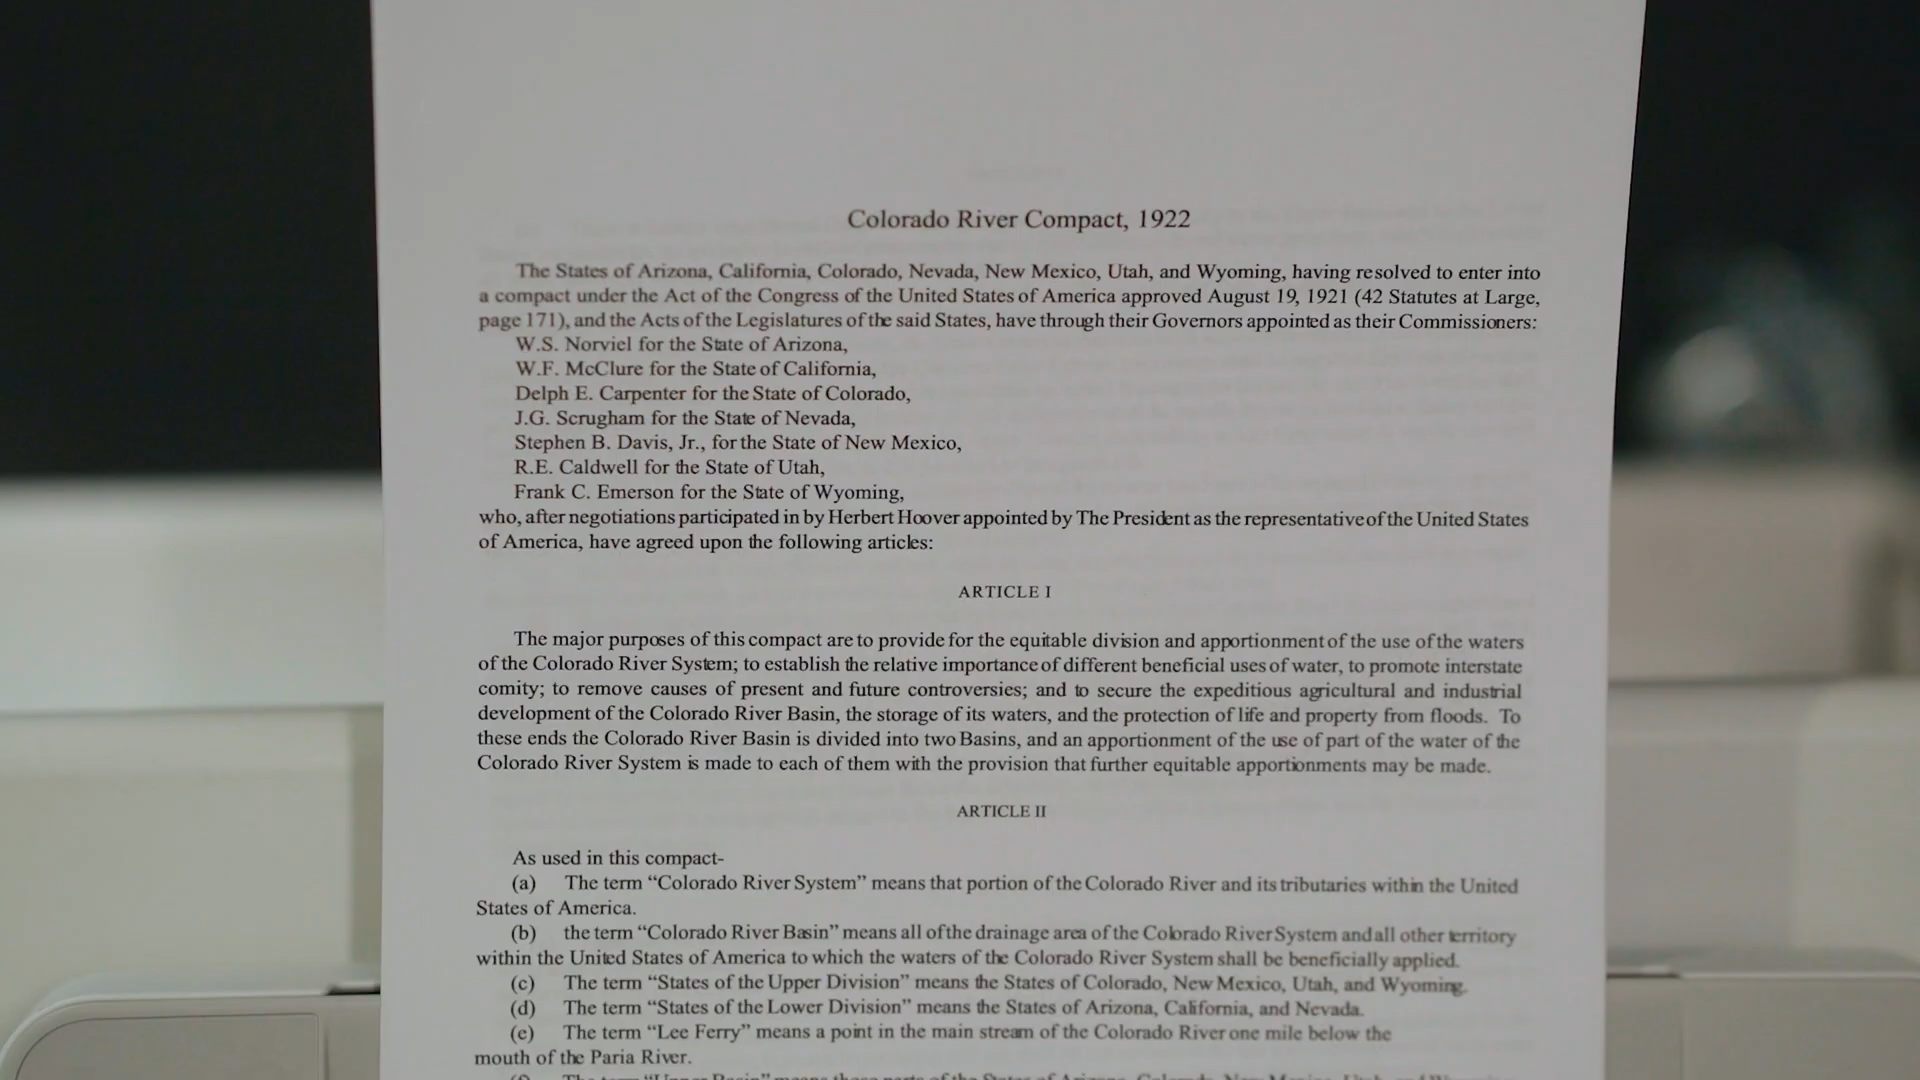 Colorado River Compact, 1922
The States of Arizona, California, Colorado, Nevada, New Mexico, Utah, and Wyoming, having resolved to enter into
a compact under the Act of the Congress of the United States of America approved August 19, 1921 (42 Statutes at Large,
page 171), and the Acts of the Legislatures of the said States, have through their Governors appointed as their Commissioners:
W.S. Norviel for the State of Arizona,
W.F. McClure for the State of California,
Delph E. Carpenter for the State of Colorado,
J.G. Scrugham for the State of Nevada,
Stephen B. Davis, Jr., for the State of New Mexico,
R.E. Caldwell for the State of Utah,
Frank C. Emerson for the State of Wyoming,
who, after negotiations participated in by Herbert Hoover appointed by The President as the representative of the United States
of America, have agreed upon the following articles:
ARTICLE I
The major purposes of this compact are to provide for the equitable division and apportionment of the use of the waters
of the Colorado River System; to establish the relative importance of different beneficial uses of water, to promote interstate
comity; to remove causes of present and future controversies; and to secure the expeditious agricultural and industrial
development of the Colorado River Basin, the storage of its waters, and the protection of life and property from floods. To
these ends the Colorado River Basin is divided into two Basins, and an apportionment of the use of part of the water of the
Colorado River System is made to each of them with the provision that further equitable apportionments may be made.
ARTICLE II
As used in this compact-
(a) The term “Colorado River System” means that portion of the Colorado River and its tributaries within the United
States of America.
(b) the term “Colorado River Basin” means all of the drainage area of the Colorado River System and all other territory
within the United States of America to which the waters of the Colorado River System shall be beneficially applied.
(c) The term “States of the Upper Division” means the States of Colorado, New Mexico, Utah, and Wyoming.
(d) The term “States of the Lower Division” means the States of Arizona, California, and Nevada.
(e) The term “Lee Ferry” means a point in the main stream of the Colorado River one mile below the
mouth of the Paria River.